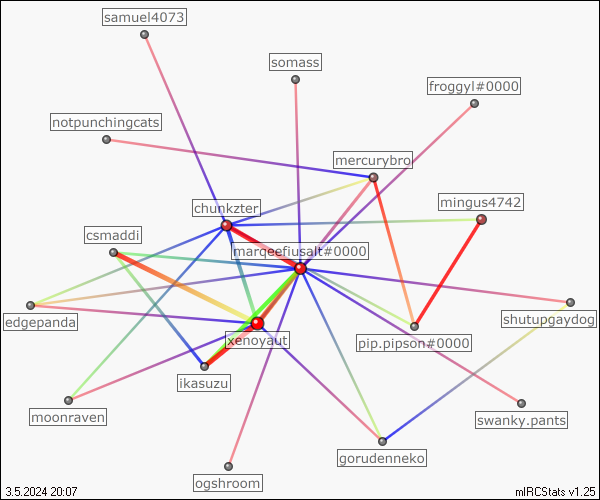 samuel4073
somass
froggyl#0000
notpunchingcats
mercurybro
mingus4742
chunkzter
csmaddi
marqeefiusalt#0000
edgepanda
shutupgaydog
xenoyaut
pip.pipson#0000
ikasuzu
moonraven
swanky.pants
gorudenneko
ogshroom
3.5.2024 20:07
mIRCStats v1.25